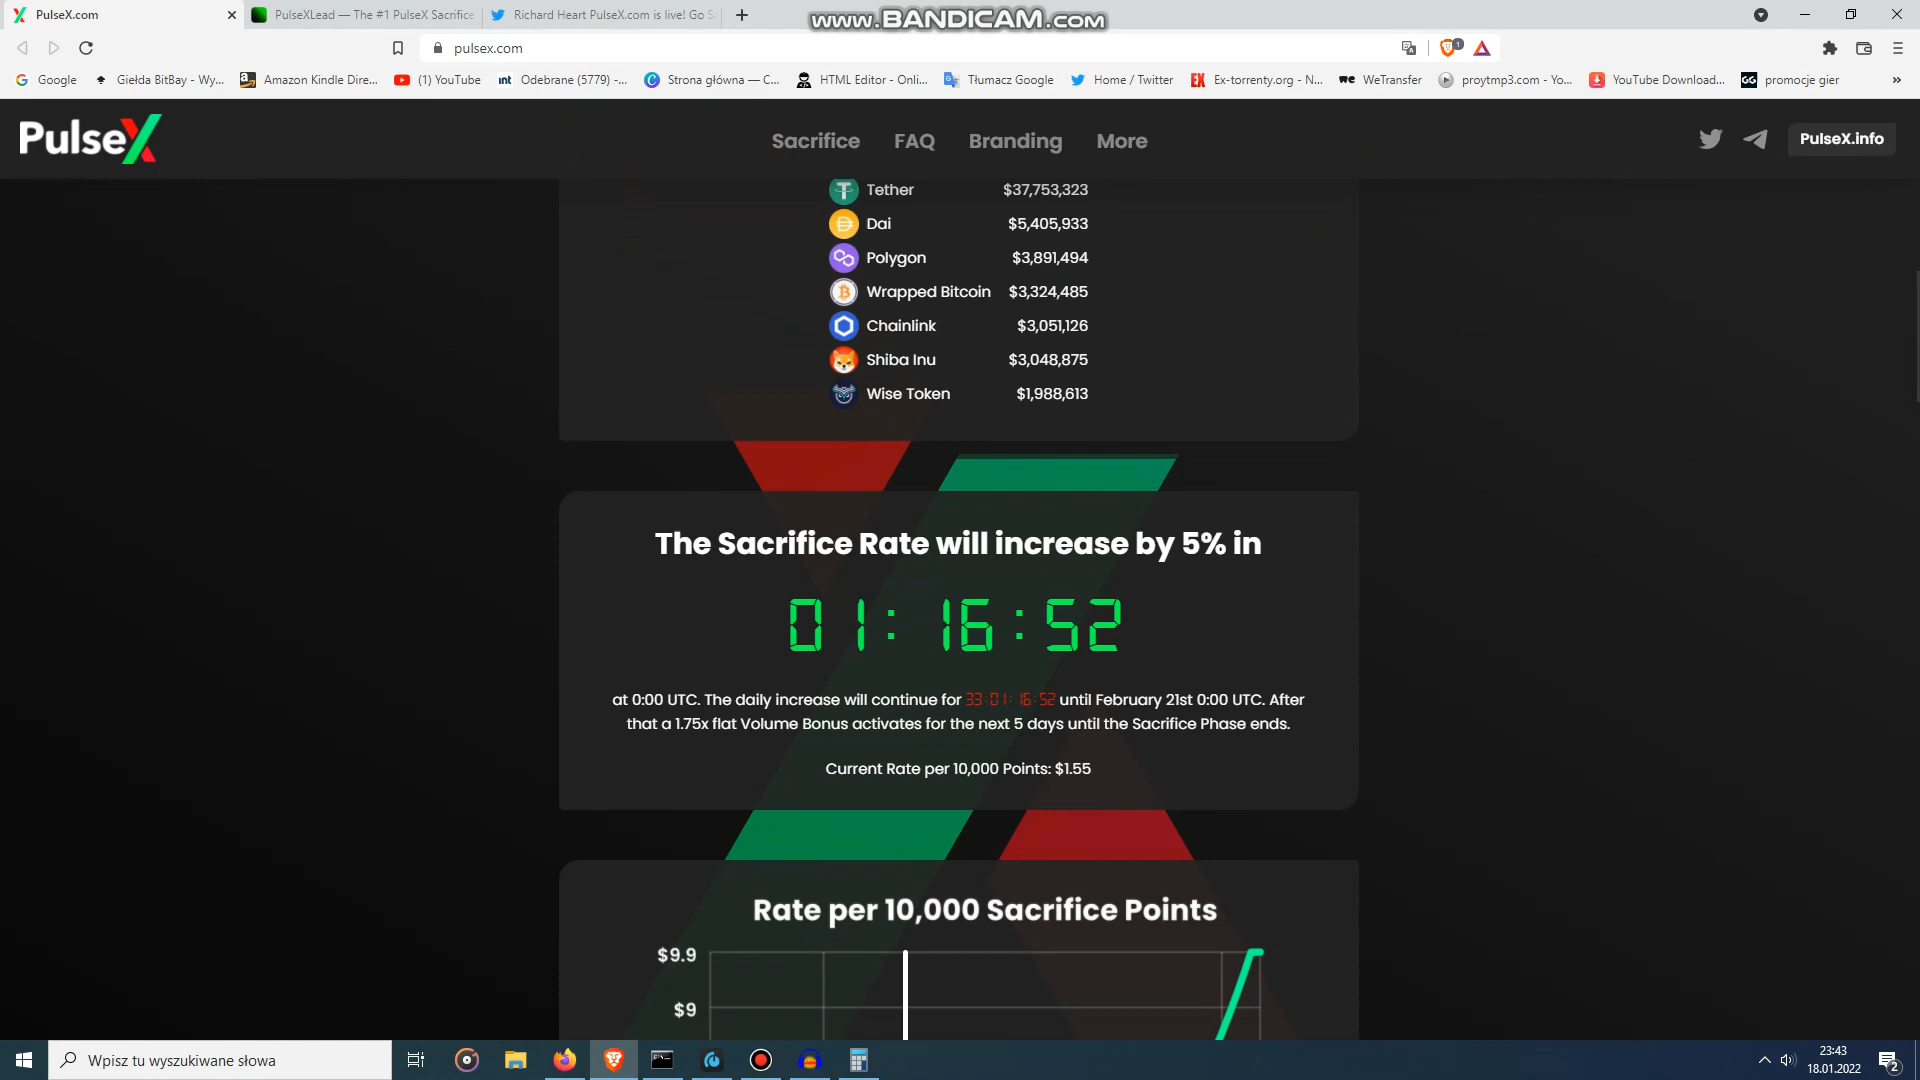 PulseX.com
PulseXLead — The #1 PulseX Sacrifice
Richard Heart PulseX.com is live! Go S
www.BANDICAM.com
pulsex.com
1
Google
Giełda BitBay - Wy...
Amazon Kindle Dire...
(1) YouTube
int
Odebrane (5779) -...
Strona główna — C...
HTML Editor - Onli...
Tłumacz Google
Home / Twitter
EX
Ex-torrenty.org - N...
we
WeTransfer
proytmp3.com - Yo...
YouTube Download...
GG
promocje gier
»
PulseX
Sacrifice
FAQ
Branding
More
PulseX.info
Tether $37,753,323
Dai $5,405,933
Polygon $3,891,494
Wrapped Bitcoin $3,324,485
Chainlink $3,051,126
Shiba Inu $3,048,875
Wise Token $1,988,613
The Sacrifice Rate will increase by 5% in
01:16:52
at 0:00 UTC. The daily increase will continue for 33:01:16:52 until February 21st 0:00 UTC. After
that a 1.75x flat Volume Bonus activates for the next 5 days until the Sacrifice Phase ends.
Current Rate per 10,000 Points: $1.55
Rate per 10,000 Sacrifice Points
$9.9
$9
Wpisz tu wyszukiwane słowa
23:43
18.01.2022
2